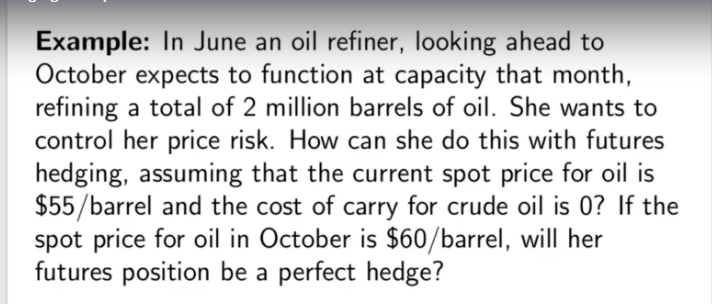 Example: In June an oil refiner, looking ahead to
October expects to function at capacity that month,
refining a total of 2 million barrels of oil. She wants to
control her price risk. How can she do this with futures
hedging, assuming that the current spot price for oil is
$55/barrel and the cost of carry for crude oil is 0? If the
spot price for oil in October is $60/barrel, will her
futures position be a perfect hedge?